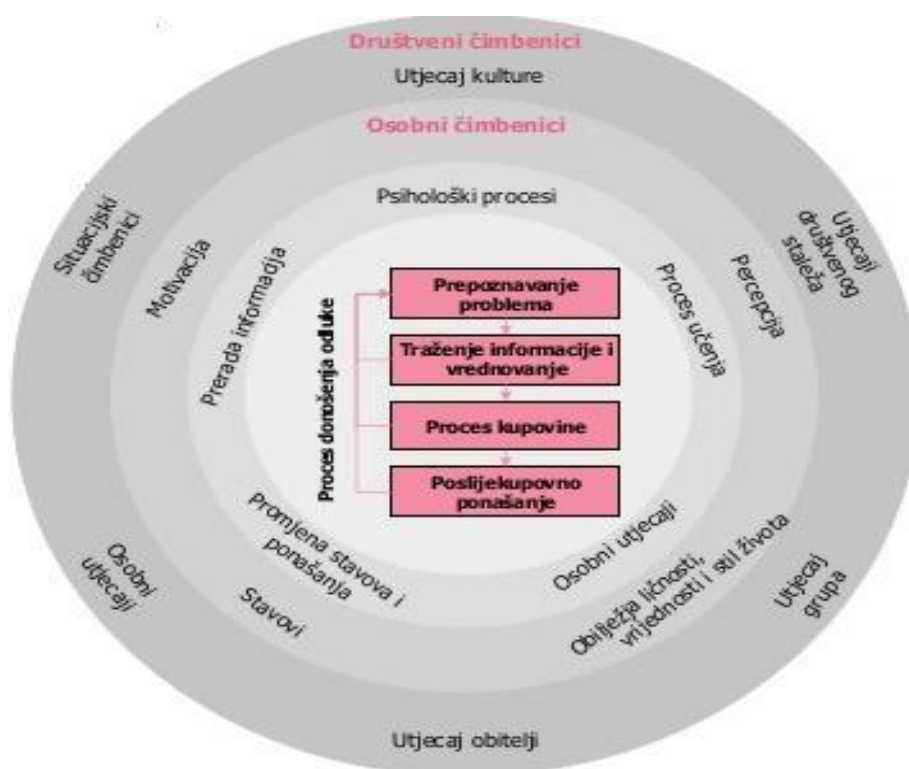 Društveni čimbenici
Utjecaj kulture
Osobni čimbenici
Psihološki procesi
Situacijski
čimbenici
Motivacija
Prerada informacija
Proces učenja
Percepcija
Utjecaji
društvenog
staleža
Proces donošenja odluke
Prepoznavanje
problema
Traženje informacije i
vrednovanje
Proces kupovine
Poslijekupovno
ponašanje
Osobni
utjecaji
Stavovi
Promjena stavova i
ponašanja
Osobni utjecaji
Obilježja ličnosti,
vrijednosti i stil života
Utjecaj
grupa
Utjecaj obitelji